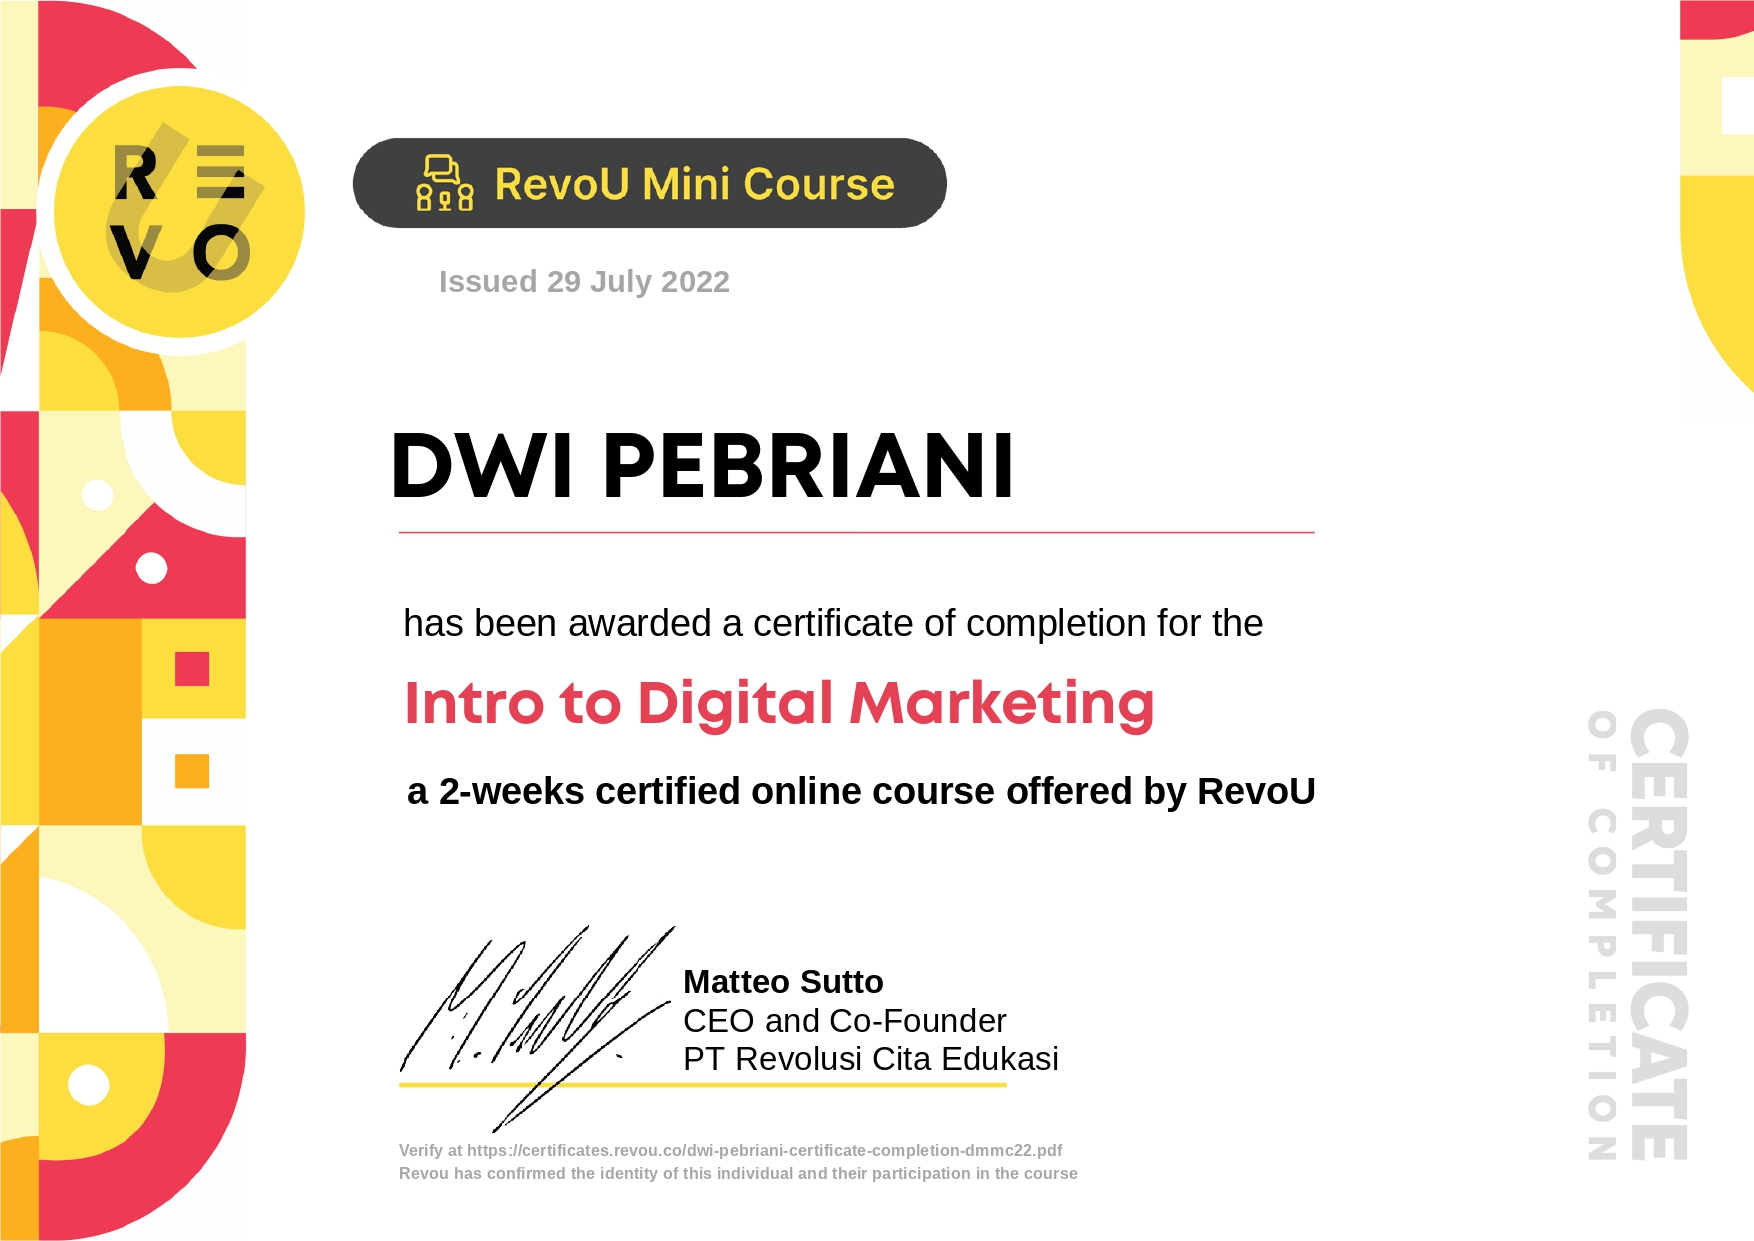 RE
VO
RevoU Mini Course
Issued 29 July 2022
DWI PEBRIANI
has been awarded a certificate of completion for the
Intro to Digital Marketing
a 2-weeks certified online course offered by RevoU
Matteo Sutto
CEO and Co-Founder
PT Revolusi Cita Edukasi
Verify at https://certificates.revou.co/dwi-pebriani-certificate-completion-dmmc22.pdf
Revou has confirmed the identity of this individual and their participation in the course
CERTIFICATE
OF COMPLETION